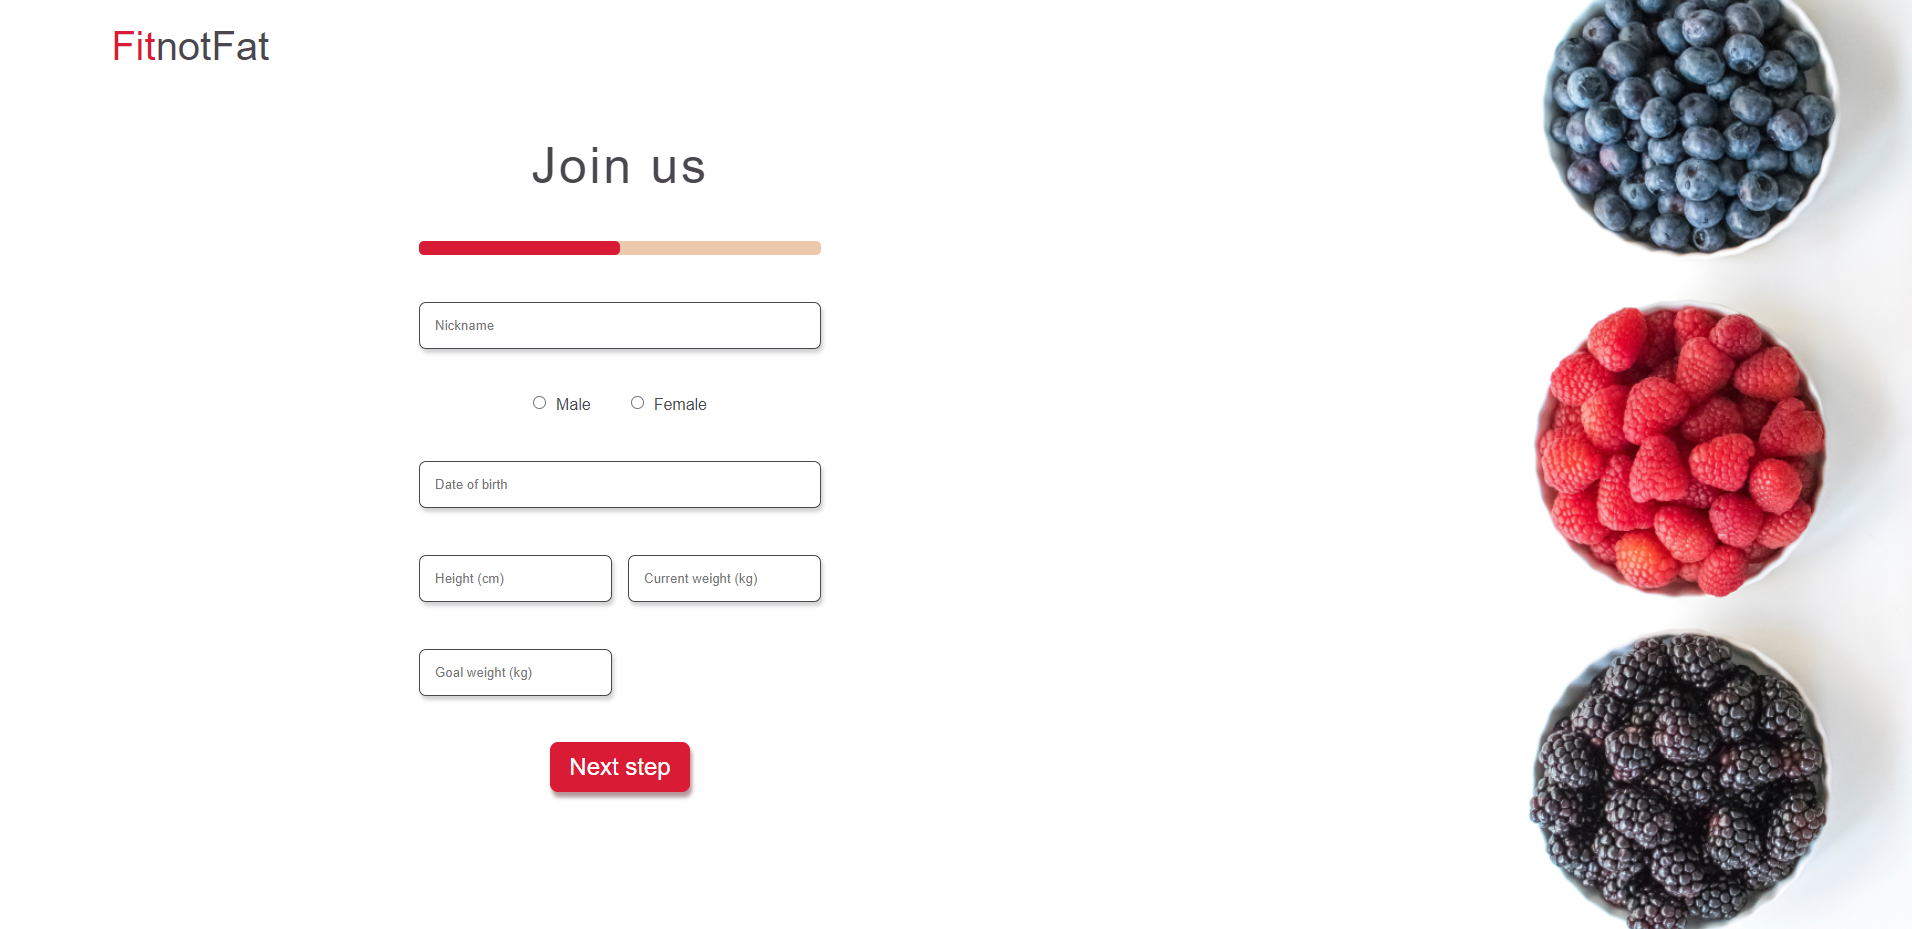 FitnotFat
Join us
Nickname
Male Female
Date of birth
Height (cm) Current weight (kg)
Goal weight (kg)
Next step